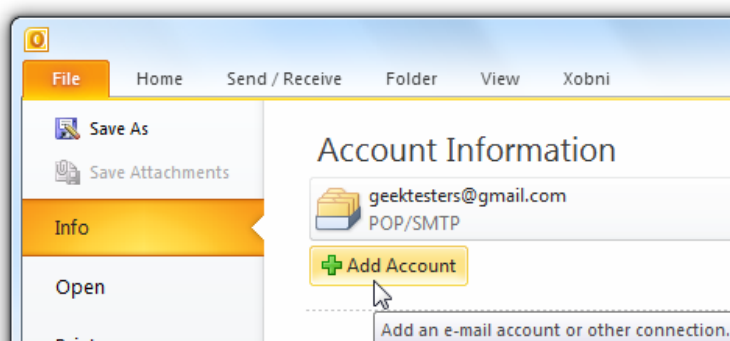 File Home Send / Receive Folder View Xobni
Save As
Save Attachments
Info
Open
Account Information
geektesters@gmail.com
POP/SMTP
Add Account
Add an e-mail account or other connection.